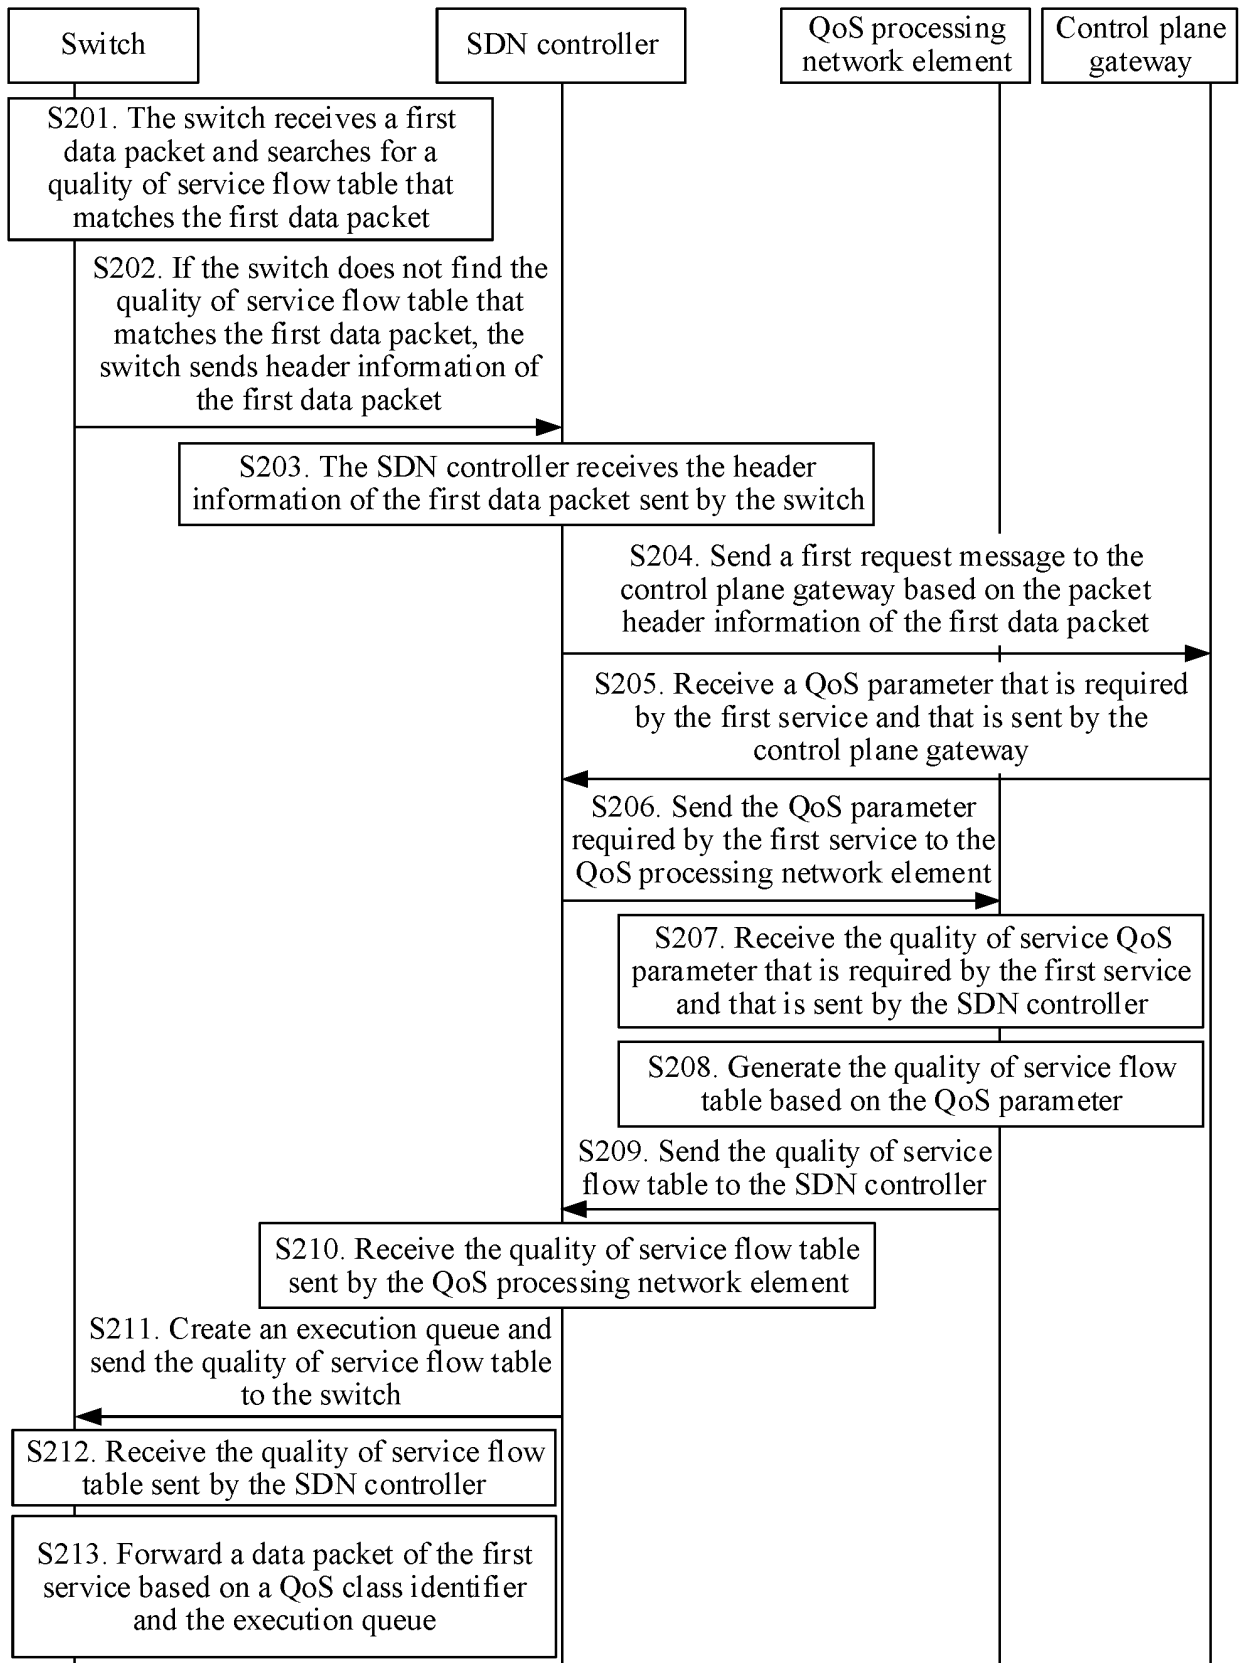 Switch
SDN controller
QoS processing
network element
Control plane
gateway
S201. The switch receives a first
data packet and searches for a
quality of service flow table that
matches the first data packet
S202. If the switch does not find the
quality of service flow table that
matches the first data packet, the
switch sends header information of
the first data packet
S203. The SDN controller receives the header
information of the first data packet sent by the switch
S204. Send a first request message to the
control plane gateway based on the packet
header information of the first data packet
S205. Receive a QoS parameter that is required
by the first service and that is sent by the
control plane gateway
S206. Send the QoS parameter
required by the first service to the
QoS processing network element
S207. Receive the quality of service QoS
parameter that is required by the first service
and that is sent by the SDN controller
S208. Generate the quality of service flow
table based on the QoS parameter
S209. Send the quality of service
flow table to the SDN controller
S210. Receive the quality of service flow table
sent by the QoS processing network element
S211. Create an execution queue and
send the quality of service flow table
to the switch
S212. Receive the quality of service flow
table sent by the SDN controller
S213. Forward a data packet of the first
service based on a QoS class identifier
and the execution queue